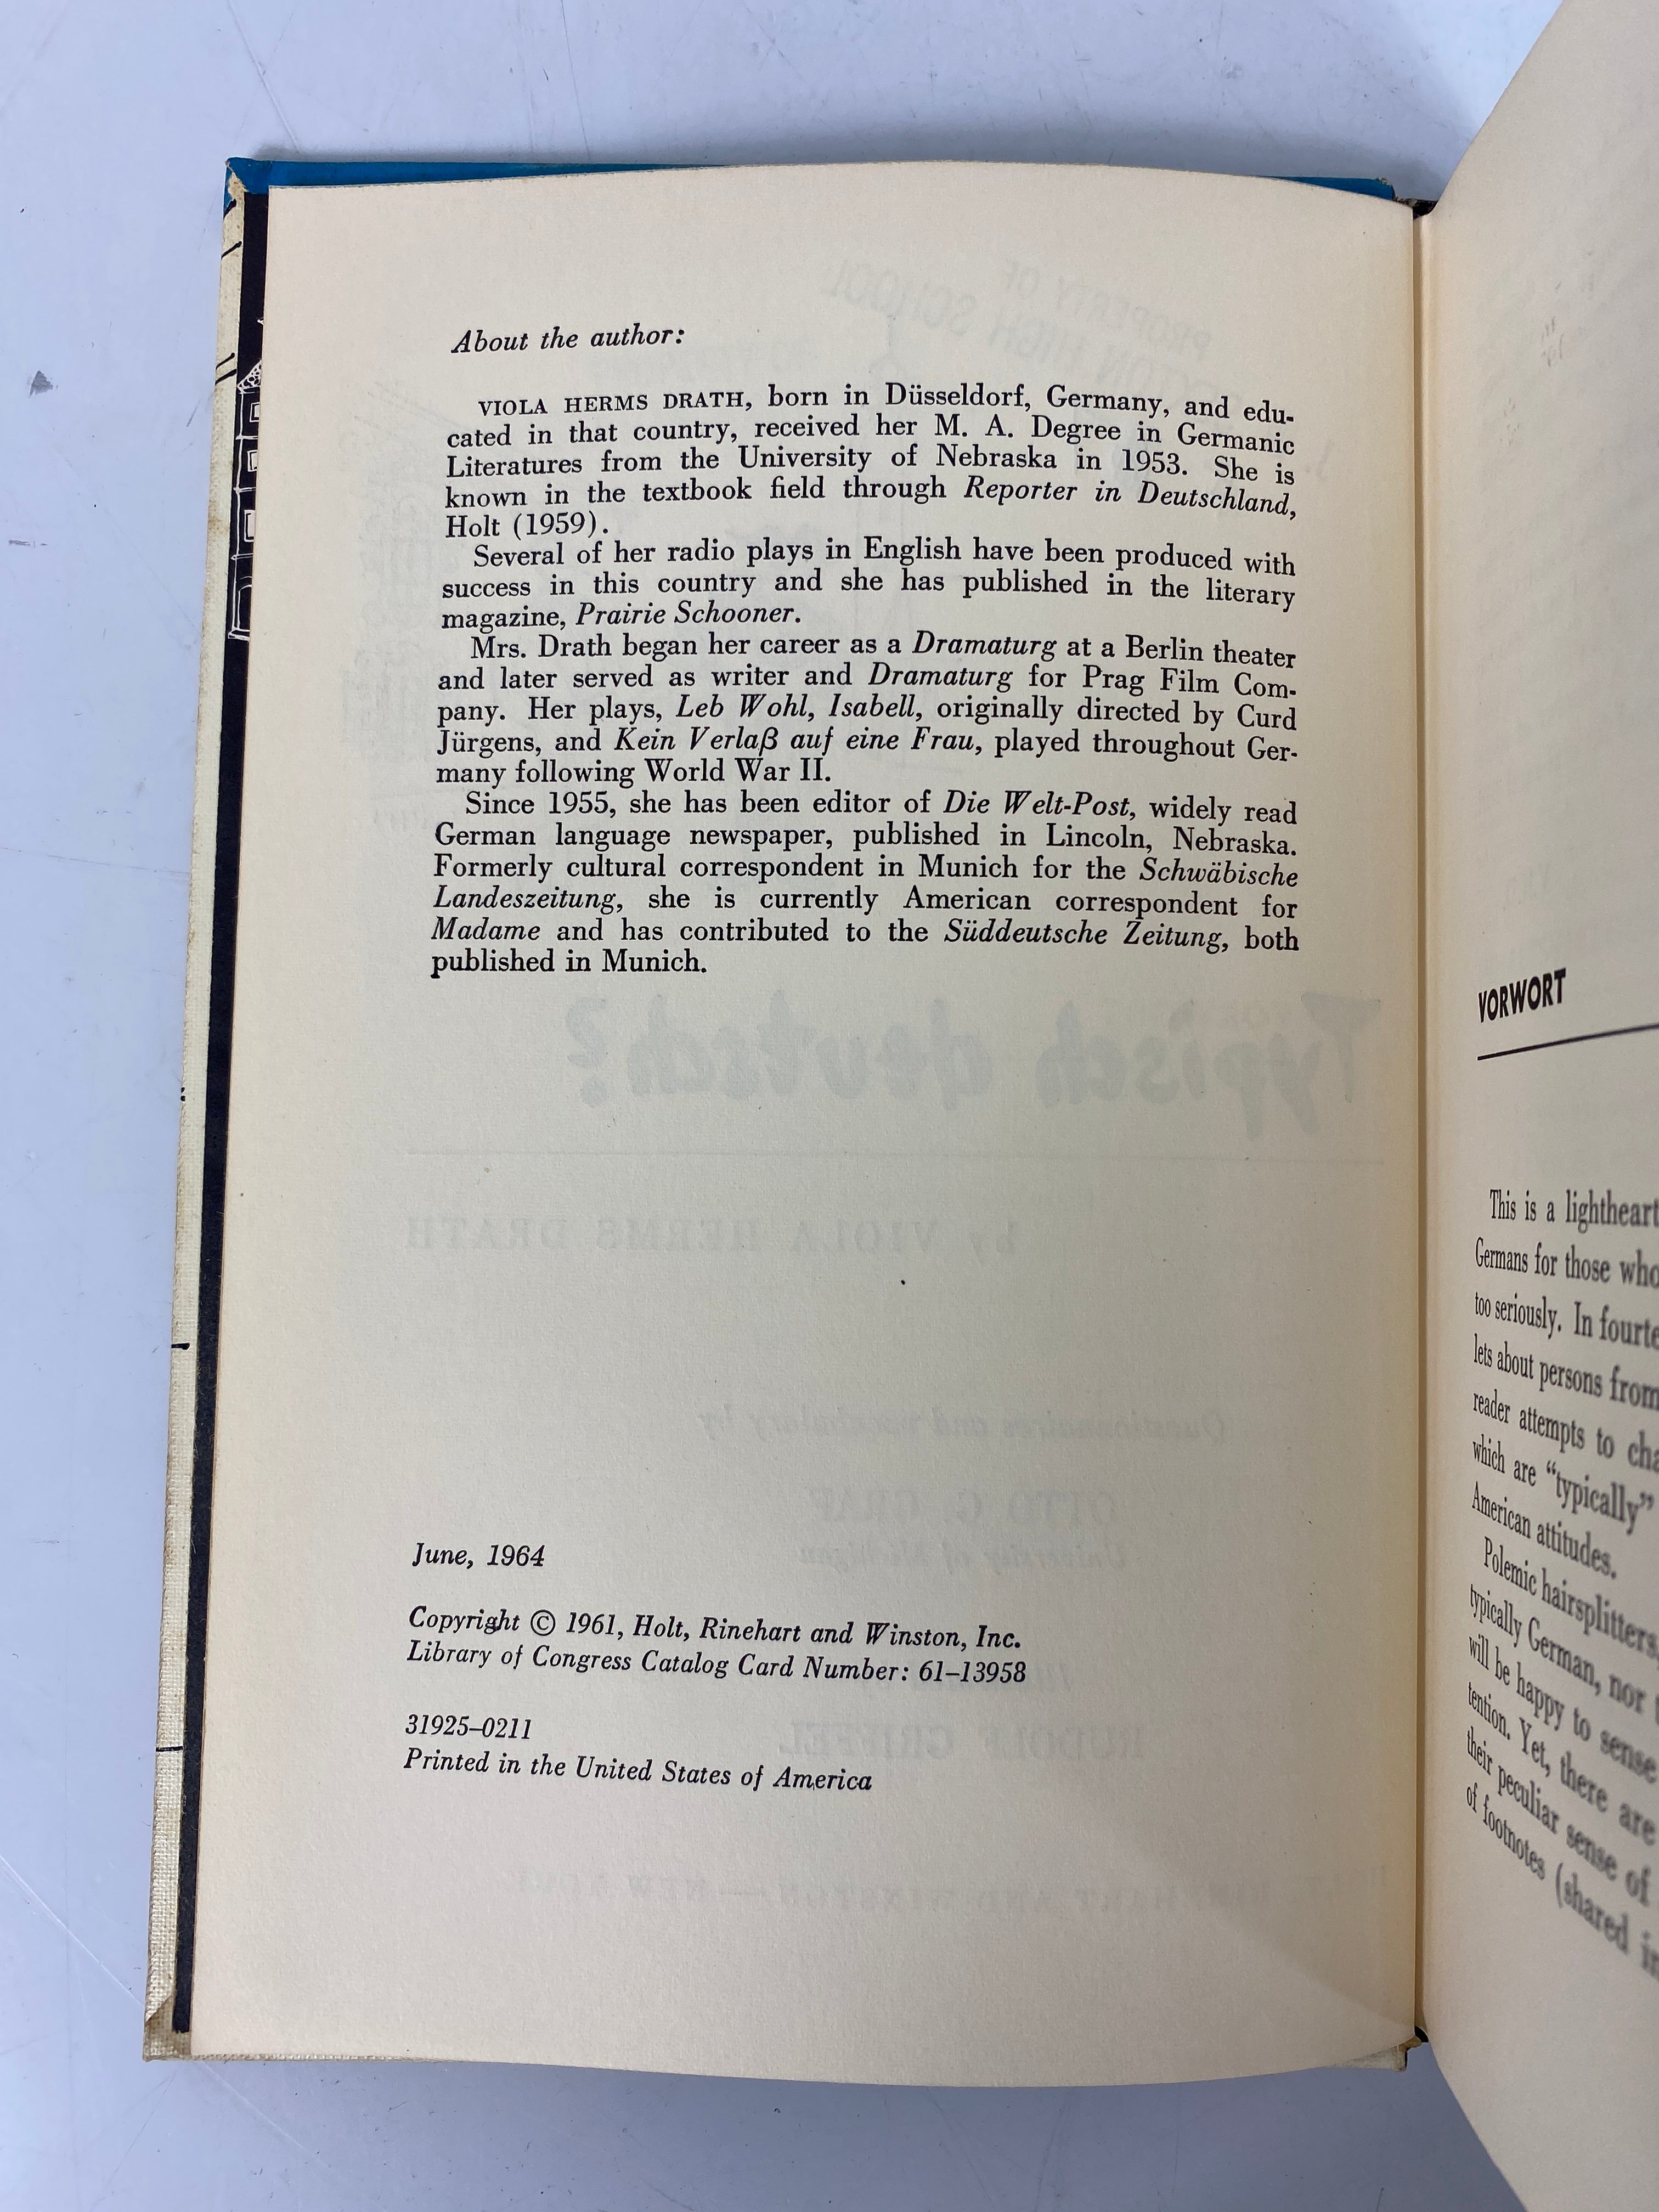 About the author:
VIOLA HERMS DRATH, born in Düsseldorf, Germany, and edu-
cated in that country, received her M. A. Degree in Germanic
Literatures from the University of Nebraska in 1953. She is
known in the textbook field through Reporter in Deutschland,
Holt (1959).
Several of her radio plays in English have been produced with
success in this country and she has published in the literary
magazine, Prairie Schooner.
Mrs. Drath began her career as a Dramaturg at a Berlin theater
and later served as writer and Dramaturg for Prag Film Com-
pany. Her plays, Leb Wohl, Isabell, originally directed by Curd
Jürgens, and Kein Verlaß auf eine Frau, played throughout Ger-
many following World War II.
Since 1955, she has been editor of Die Welt-Post, widely read
German language newspaper, published in Lincoln, Nebraska.
Formerly cultural correspondent in Munich for the Schwäbische
Landeszeitung, she is currently American correspondent for
Madame and has contributed to the Süddeutsche Zeitung, both
published in Munich.
June, 1964
Copyright © 1961, Holt, Rinehart and Winston, Inc.
Library of Congress Catalog Card Number: 61–13958
31925–0211
Printed in the United States of America
VORWORT
This is a lightheart
Germans for those who
too seriously. In fourte
lets about persons from
reader attempts to cha
which are “typically”
American attitudes.
Polemic hairsplitters,
typically German, nor t
will be happy to sense
tention. Yet, there are
their peculiar sense of
of footnotes (shared in